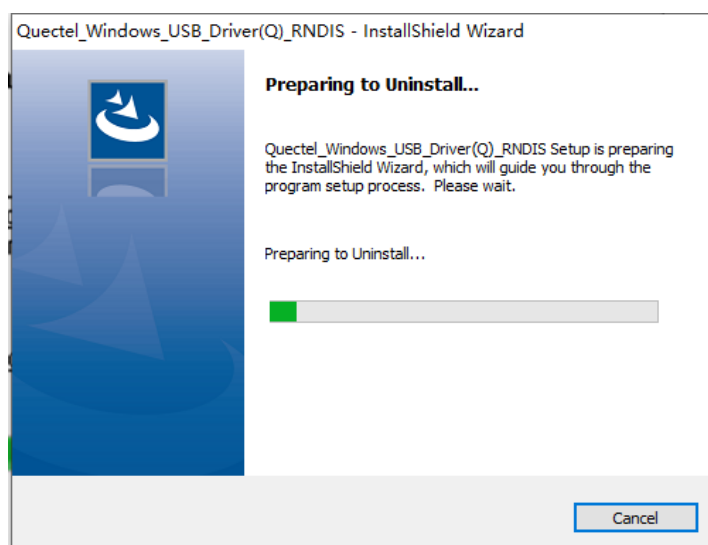 Quectel_Windows_USB_Driver(Q)_RNDIS - InstallShield Wizard
Preparing to Uninstall...
Quectel_Windows_USB_Driver(Q)_RNDIS Setup is preparing
the InstallShield Wizard, which will guide you through the
program setup process. Please wait.
Preparing to Uninstall...
Cancel